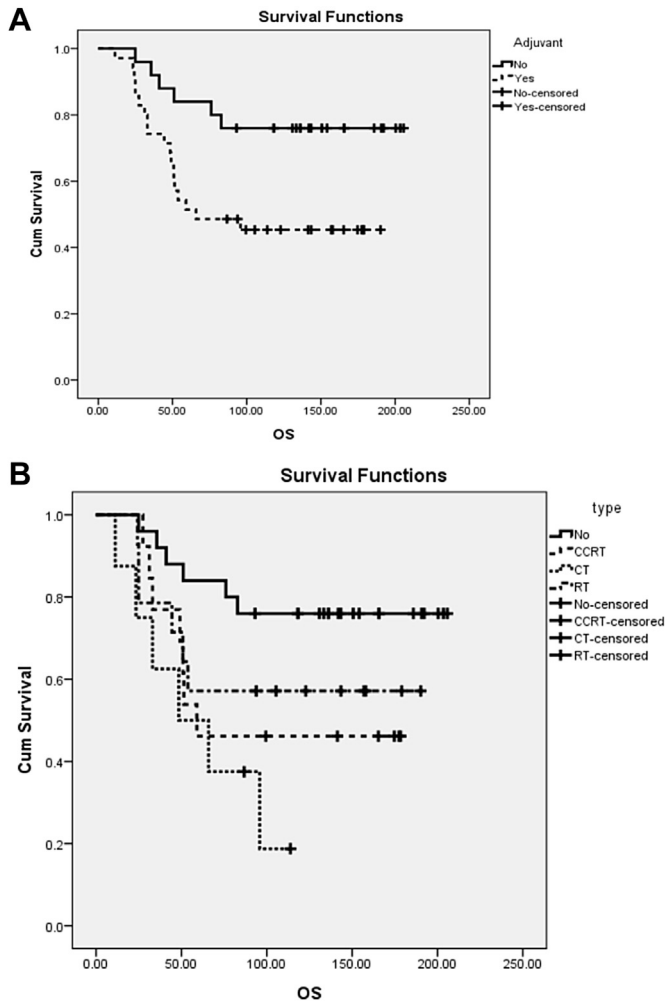 A
Survival Functions
Adjuvant
No
Yes
No-censored
Yes-censored
1.0
0.8
0.6
0.4
0.2
0.0
Cum Survival
0.00 50.00 100.00 150.00 200.00 250.00
OS
B
Survival Functions
type
No
CCRT
CT
RT
No-censored
CCRT-censored
CT-censored
RT-censored
1.0
0.8
0.6
0.4
0.2
0.0
Cum Survival
0.00 50.00 100.00 150.00 200.00 250.00
OS